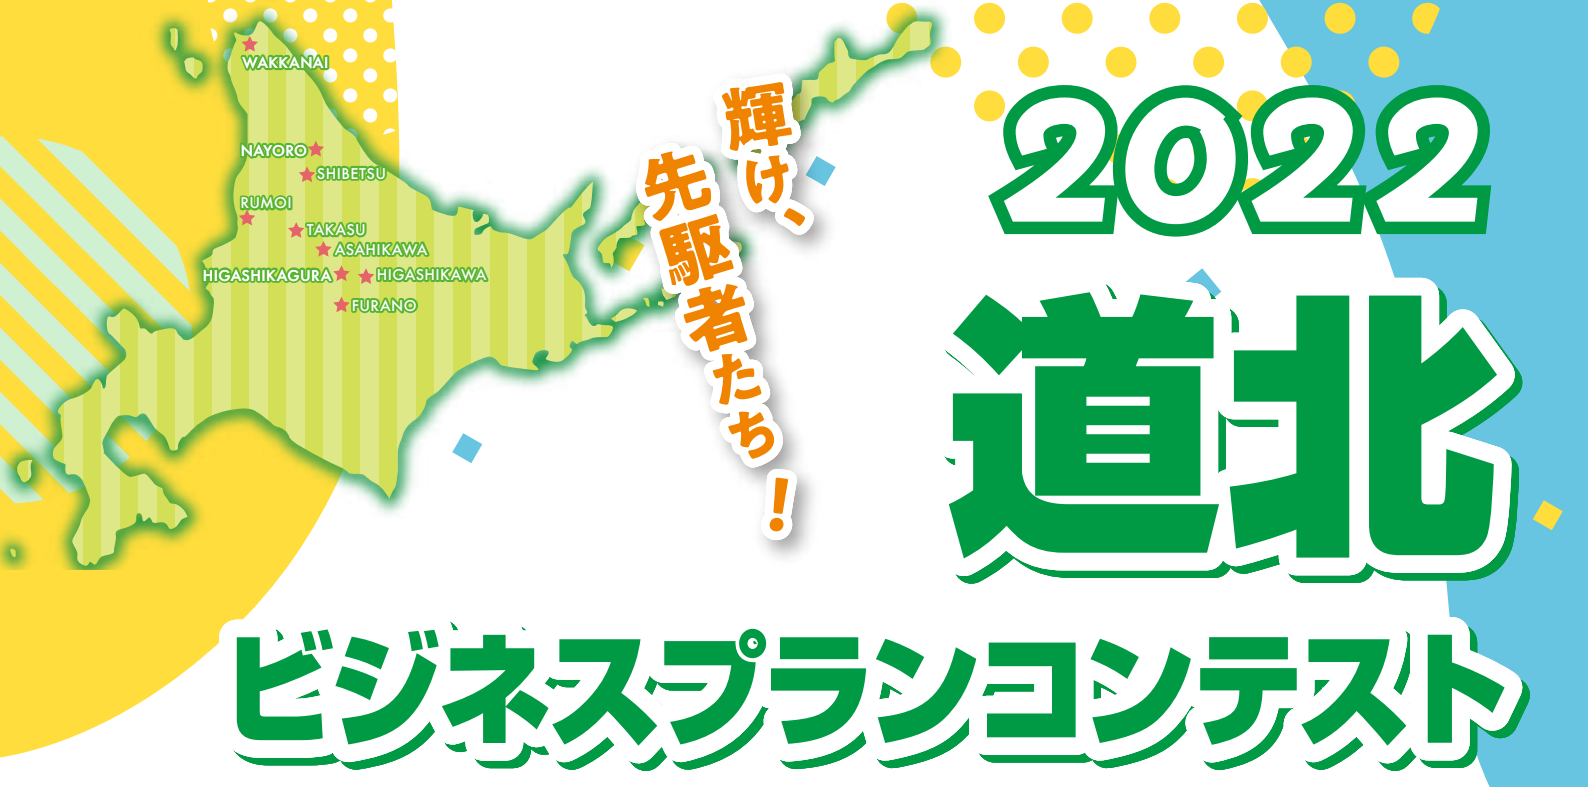 WAKKANAI
NAYORO
SHIBETSU
RUMOI
TAKASU
ASAHIKAWA
HIGASHIKAGURA
HIGASHIKAWA
FURANO
輝け、
先駆者たち!
2022
道北
ビジネスプランコンテスト